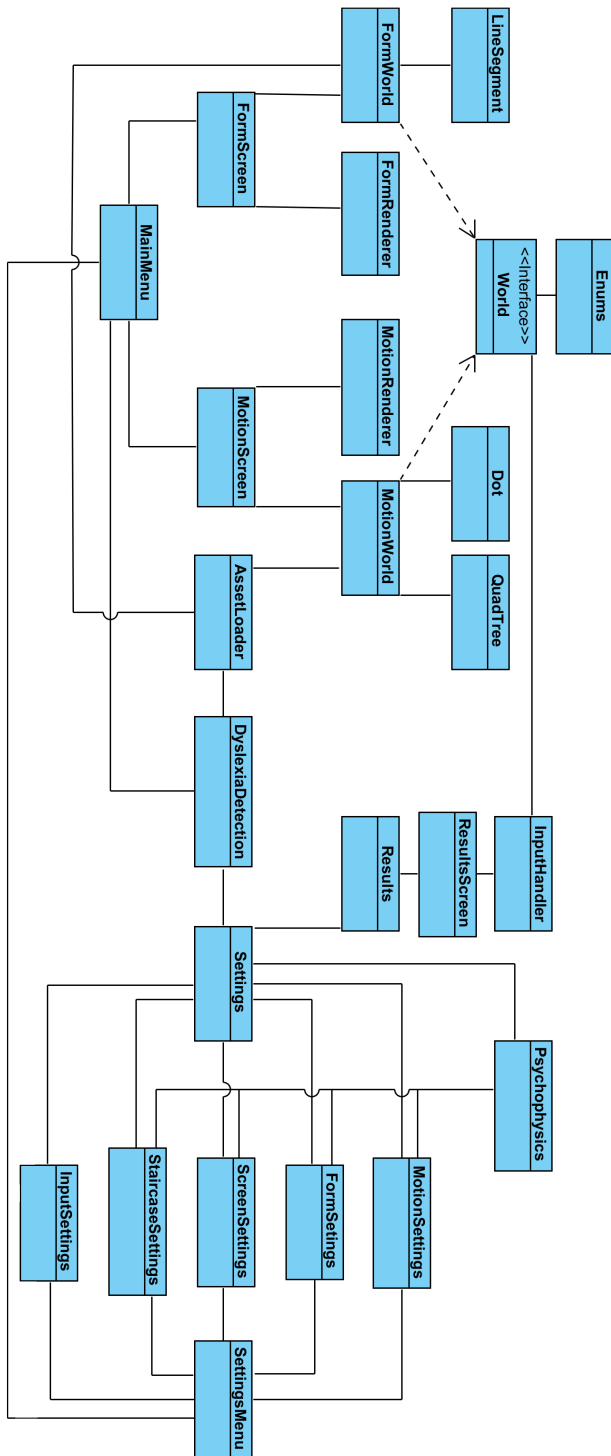 Enums
<<Interface>>
World
InputHandler
Psychophysics
LineSegment
Dot
QuadTree
ResultsScreen
FormWorld
FormRenderer
MotionRenderer
MotionWorld
Results
MotionSettings
FormSetings
FormScreen
MotionScreen
AssetLoader
DyslexiaDetection
Settings
ScreenSettings
SettingsMenu
MainMenu
StaircaseSettings
InputSettings